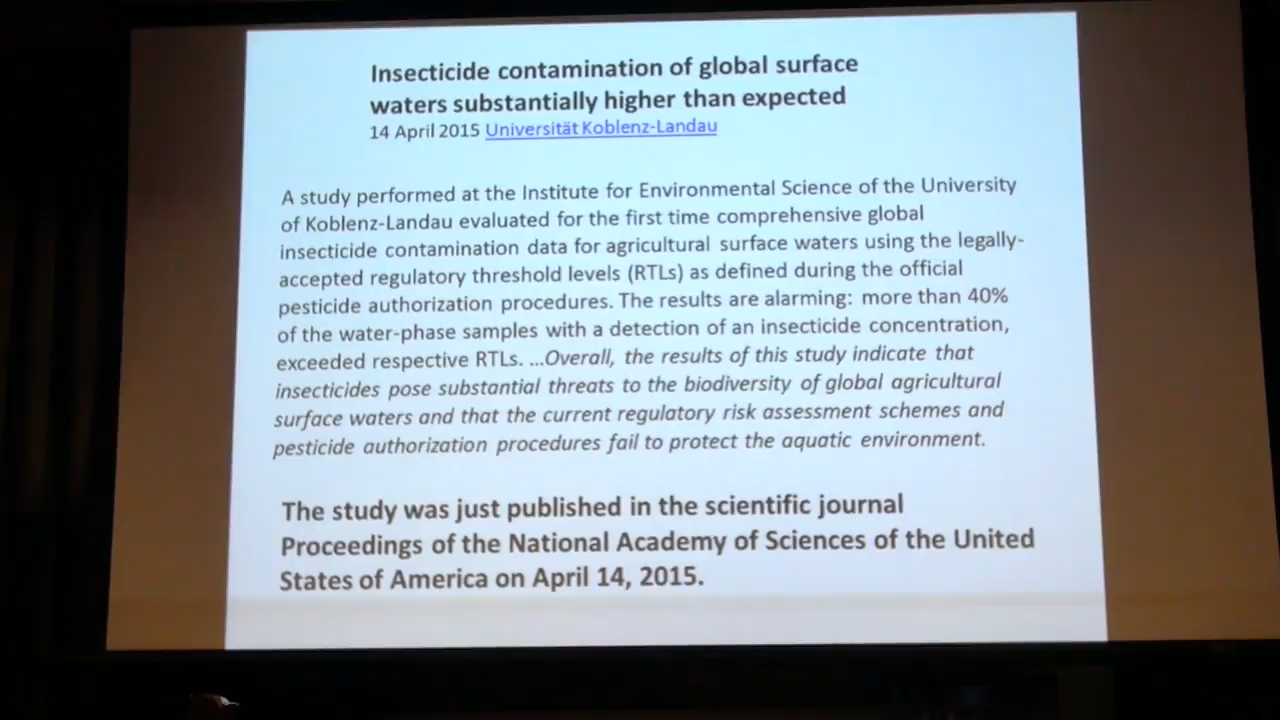 Insecticide contamination of global surface
waters substantially higher than expected
14 April 2015 Universität Koblenz-Landau
A study performed at the Institute for Environmental Science of the University
of Koblenz-Landau evaluated for the first time comprehensive global
insecticide contamination data for agricultural surface waters using the legally-
accepted regulatory threshold levels (RTLs) as defined during the official
pesticide authorization procedures. The results are alarming: more than 40%
of the water-phase samples with a detection of an insecticide concentration,
exceeded respective RTLs. ...Overall, the results of this study indicate that
insecticides pose substantial threats to the biodiversity of global agricultural
surface waters and that the current regulatory risk assessment schemes and
pesticide authorization procedures fail to protect the aquatic environment.
The study was just published in the scientific journal
Proceedings of the National Academy of Sciences of the United
States of America on April 14, 2015.